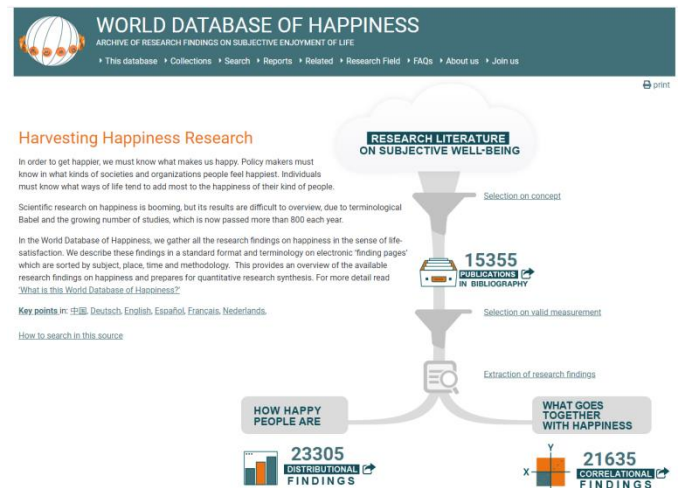 WORLD DATABASE OF HAPPINESS
ARCHIVE OF RESEARCH FINDINGS ON SUBJECTIVE ENJOYMENT OF LIFE
This database Collections Search Reports Related Research Field FAQs About us Join us
print
Harvesting Happiness Research
In order to get happier, we must know what makes us happy. Policy makers must
know in what kinds of societies and organizations people feel happiest. Individuals
must know what ways of life tend to add most to the happiness of their kind of people.
Scientific research on happiness is booming, but its results are difficult to overview, due to terminological
Babel and the growing number of studies, which is now passed more than 800 each year.
In the World Database of Happiness, we gather all the research findings on happiness in the sense of life-
satisfaction. We describe these findings in a standard format and terminology on electronic 'finding pages'
which are sorted by subject, place, time and methodology. This provides an overview of the available
research findings on happiness and prepares for quantitative research synthesis. For more detail read
'What is this World Database of Happiness?'
Key points in: 中国, Deutsch, English, Español, Français, Nederlands,
How to search in this source
RESEARCH LITERATURE
ON SUBJECTIVE WELL-BEING
Selection on concept
15355
PUBLICATIONS
IN BIBLIOGRAPHY
Selection on valid measurement
Extraction of research findings
HOW HAPPY
PEOPLE ARE
23305
DISTRIBUTIONAL
FINDINGS
WHAT GOES
TOGETHER
WITH HAPPINESS
Y
X
21635
CORRELATIONAL
FINDINGS